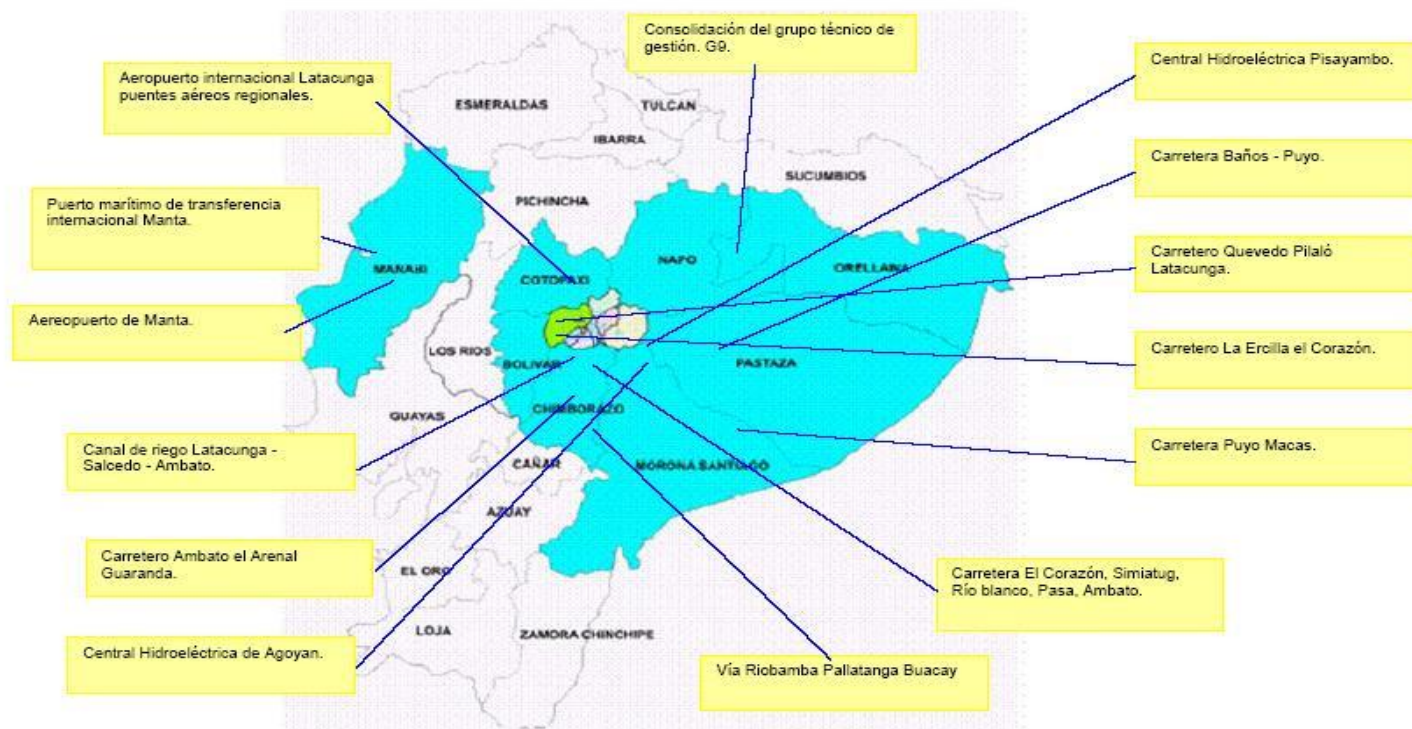 Consolidación del grupo técnico de
gestión. G9.
Aeropuerto internacional Latacunga
puentes aéreos regionales.
Central Hidroeléctrica Pisayambo.
ESMERALDAS
TULCAN
IBARRA
Carretera Baños - Puyo.
SUCUMBIOS
PICHINCHA
Puerto marítimo de transferencia
internacional Manta.
MANABI
COTOPAXI
NAPO
ORELLANA
Carretero Quevedo Pilaló
Latacunga.
Aereopuerto de Manta.
LOS RIOS
BOLIVAR
PASTAZA
Carretero La Ercilla el Corazón.
GUAYAS
CHIMBORAZO
Canal de riego Latacunga -
Salcedo - Ambato.
CAÑAR
MORONA SANTIAGO
Carretera Puyo Macas.
AZUAY
Carretero Ambato el Arenal
Guaranda.
EL ORO
Carretera El Corazón, Simiatug,
Río blanco, Pasa, Ambato.
LOJA
ZAMORA CHINCHIPE
Central Hidroeléctrica de Agoyan.
Vía Riobamba Pallatanga Buacay